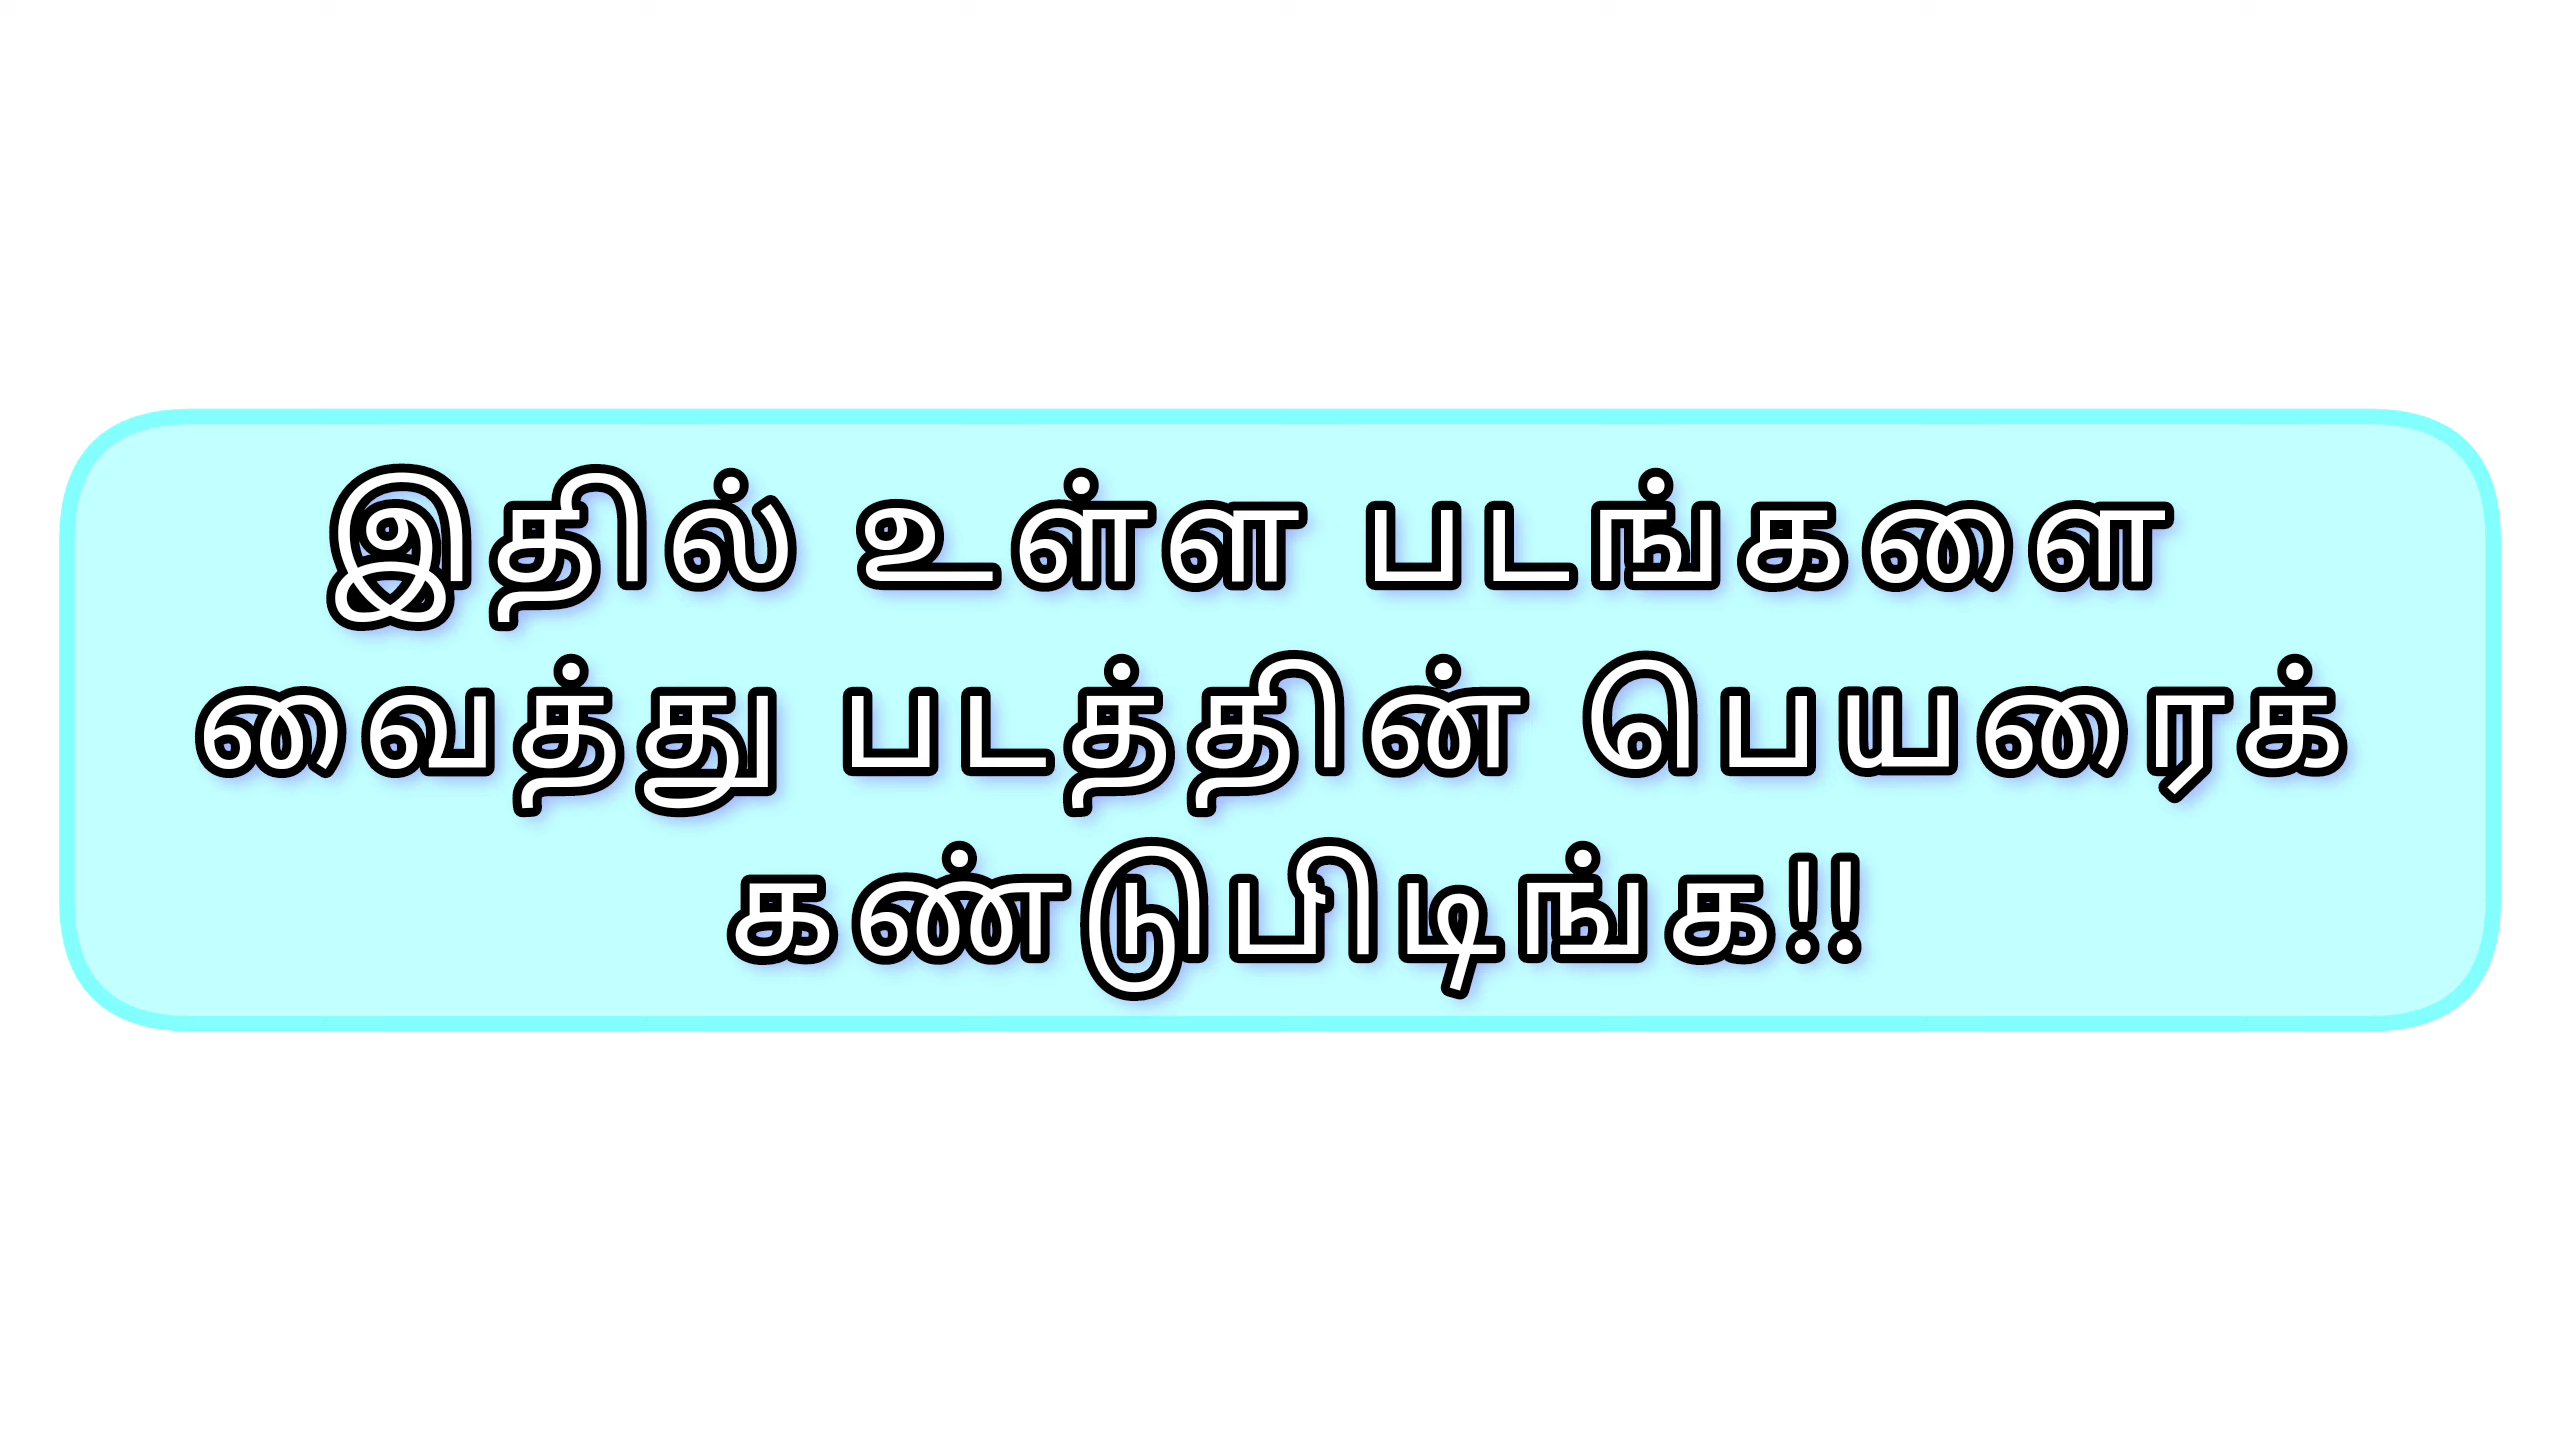 இதில் உள்ள படங்களை
வைத்து படத்தின் பெயரைக்
கண்டுபிடிங்க!!